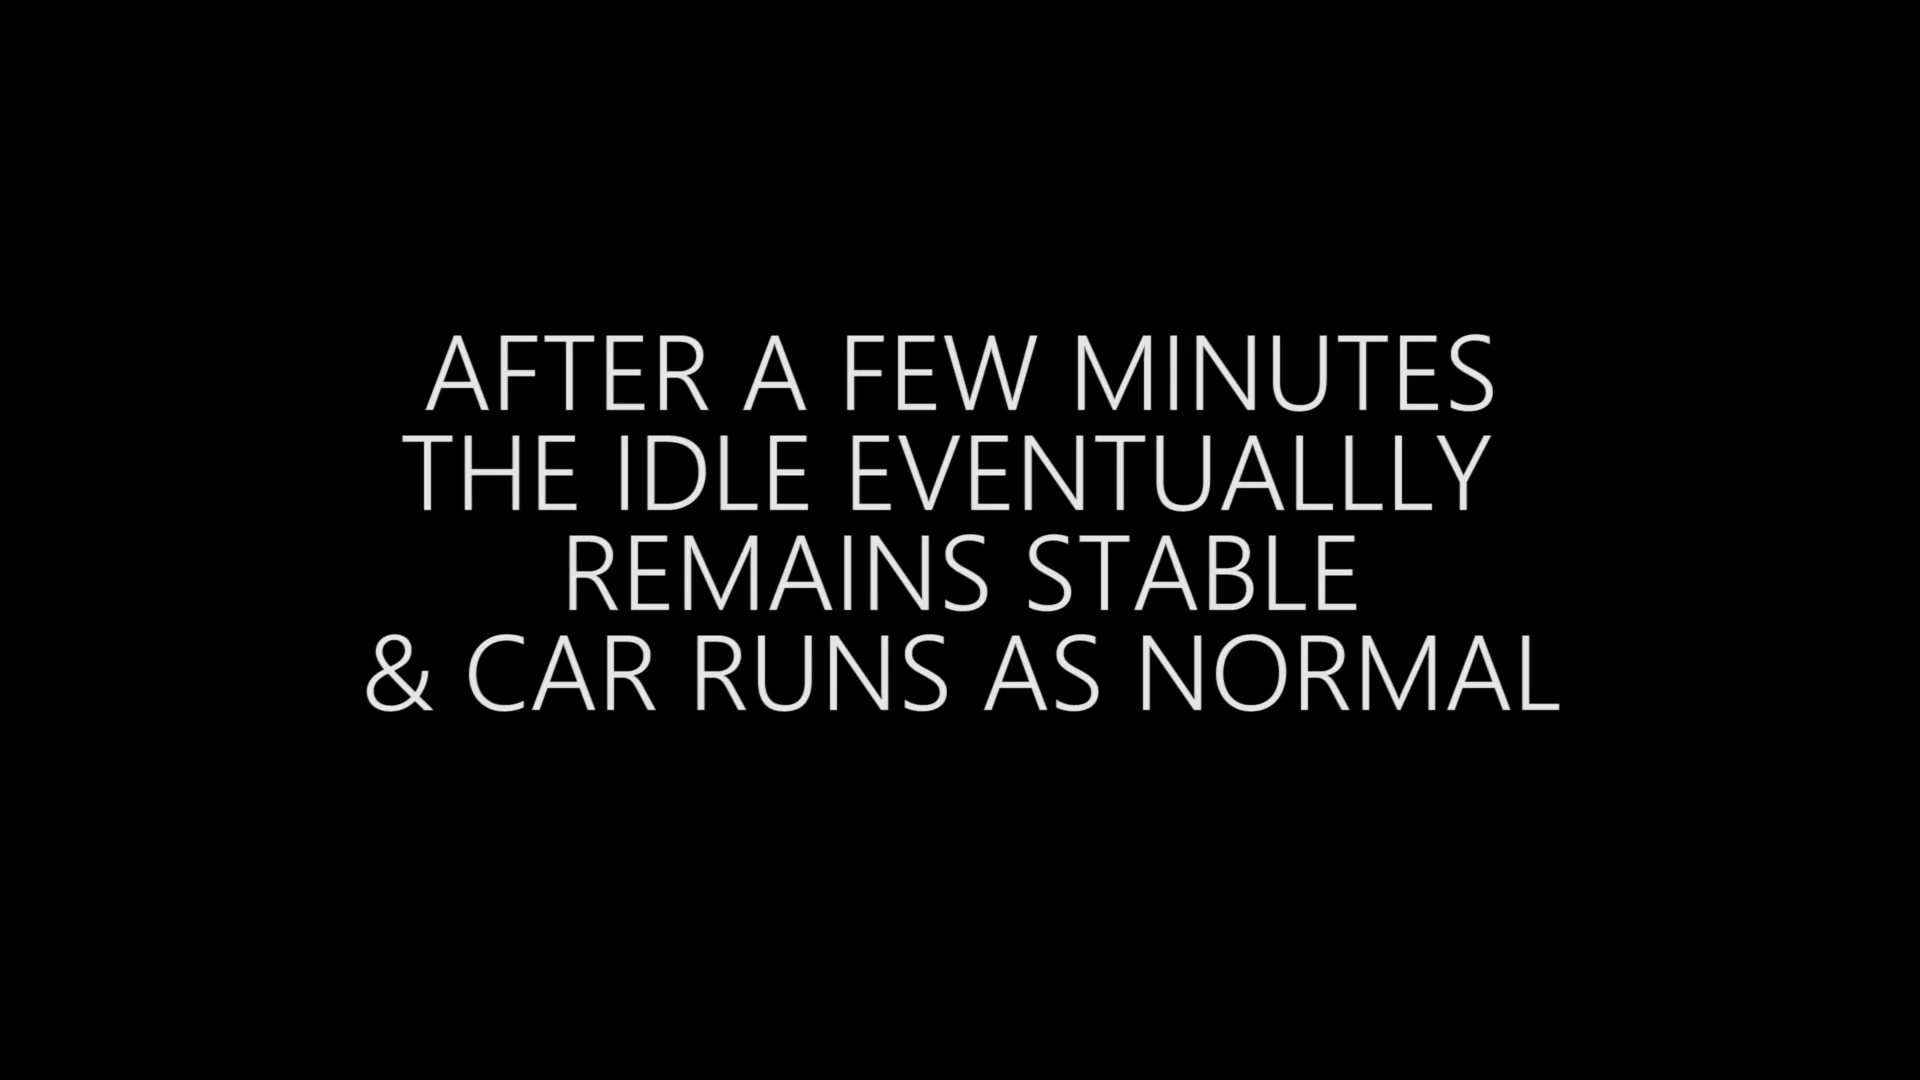 AFTER A FEW MINUTES
THE IDLE EVENTUALLLY
REMAINS STABLE
& CAR RUNS AS NORMAL